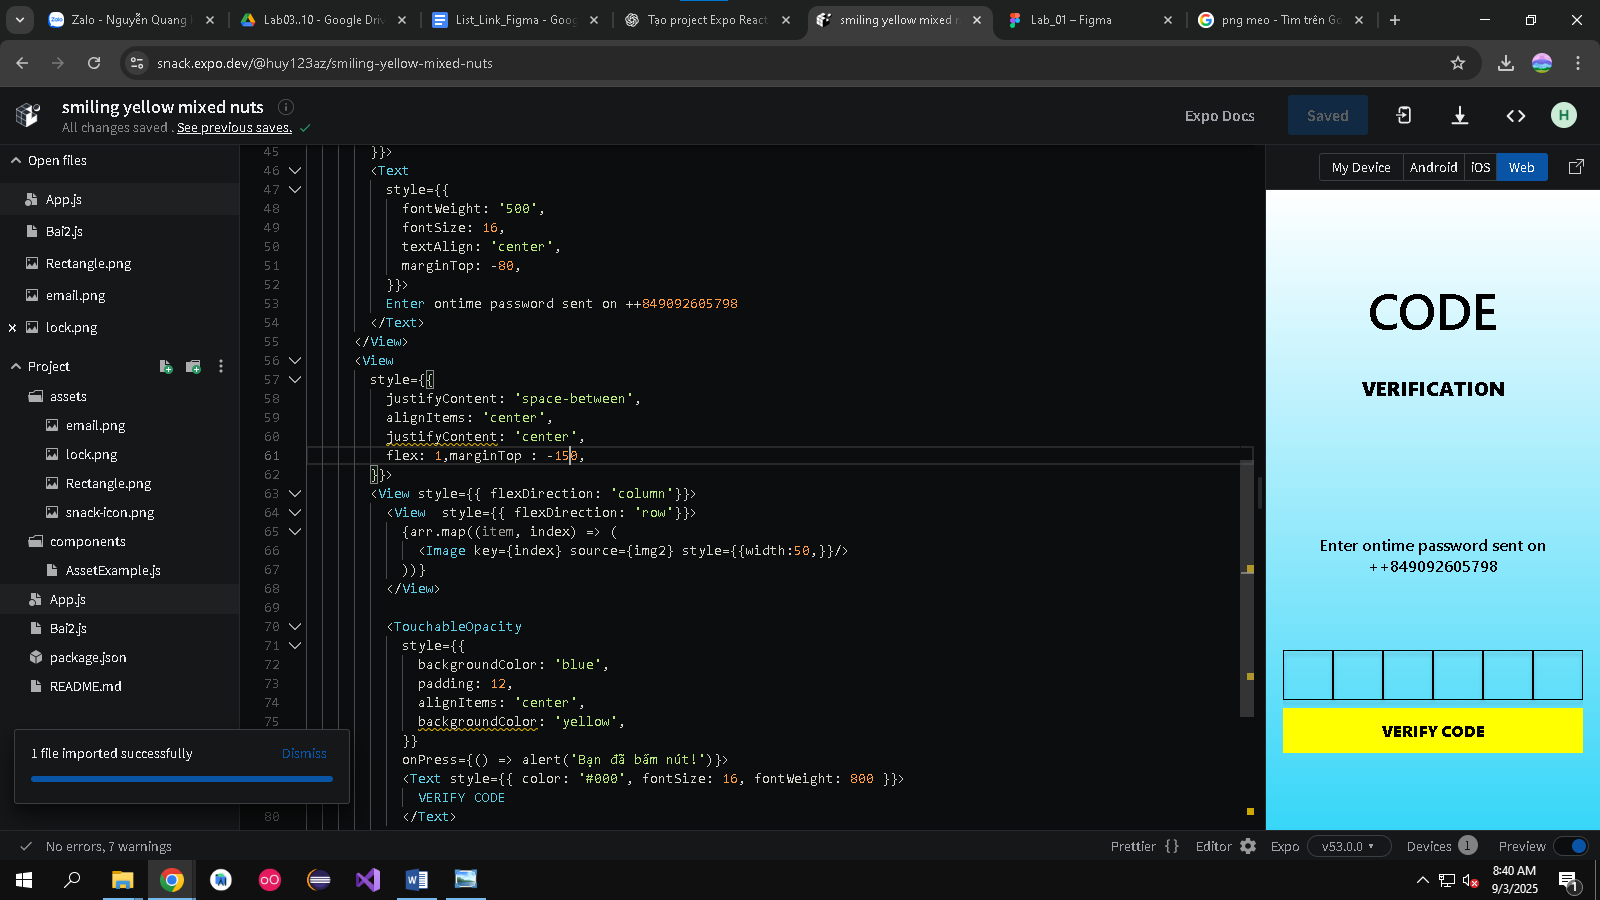 Zalo - Nguyễn Quang
Lab03..10 - Google Driv
List_Link_Figma - Goog
Tạo project Expo React
smiling yellow mixed n
Lab_01 – Figma
png meo - Tìm trên Go
snack.expo.dev/@huy123az/smiling-yellow-mixed-nuts
smiling yellow mixed nuts
All changes saved . See previous saves.
Expo Docs
Saved
H
Open files
App.js
Bai2.js
Rectangle.png
email.png
lock.png
Project
assets
email.png
lock.png
Rectangle.png
snack-icon.png
components
AssetExample.js
App.js
Bai2.js
package.json
README.md
1 file imported successfully
Dismiss
45 }}>
46 <Text
47 style={{
48 fontWeight: '500',
49 fontSize: 16,
50 textAlign: 'center',
51 marginTop: -80,
52 }}>
53 Enter ontime password sent on ++849092605798
54 </Text>
55 </View>
56 <View
57 style={{
58 justifyContent: 'space-between',
59 alignItems: 'center',
60 justifyContent: 'center',
61 flex: 1,marginTop : -150,
62 }}>
63 <View style={{ flexDirection: 'column'}}>
64 <View  style={{ flexDirection: 'row'}}>
65 {arr.map((item, index) => (
66 <Image key={index} source={img2} style={{width:50,}}/>
67 ))}
68 </View>
69
70 <TouchableOpacity
71 style={{
72 backgroundColor: 'blue',
73 padding: 12,
74 alignItems: 'center',
75 backgroundColor: 'yellow',
}}
onPress={() => alert('Bạn đã bấm nút!')}>
<Text style={{ color: '#000', fontSize: 16, fontWeight: 800 }}>
VERIFY CODE
80 </Text>
My Device
Android
iOS
Web
CODE
VERIFICATION
Enter ontime password sent on
++849092605798
VERIFY CODE
No errors, 7 warnings
Prettier {}
Editor
Expo
v53.0.0
Devices 1
Preview
8:40 AM
9/3/2025
1